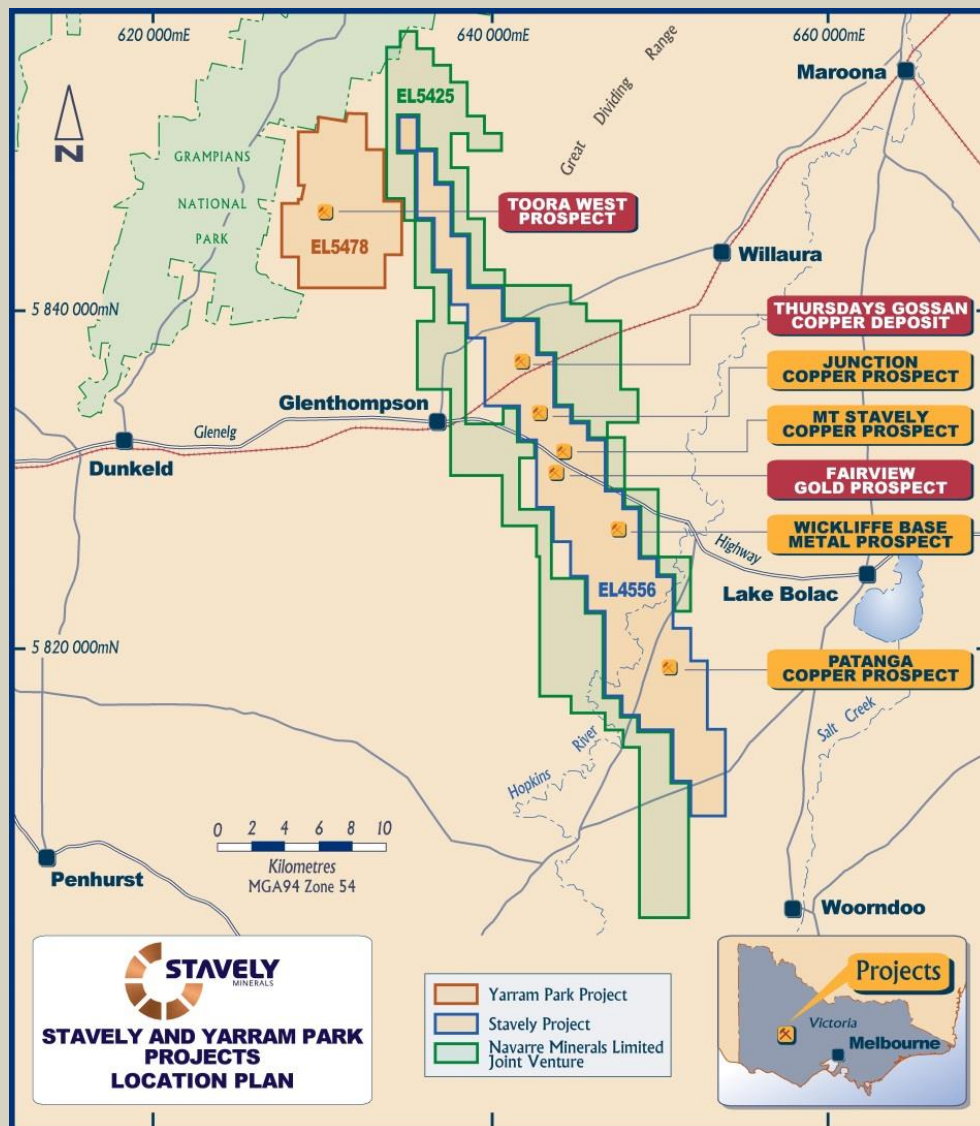 620 000mE
640 000mE
660 000mE
Maroona
Great Dividing Range
EL5425
N
GRAMPIANS
NATIONAL
PARK
TOORA WEST
PROSPECT
EL5478
Willaura
5 840 000mN
THURSDAYS GOSSAN
COPPER DEPOSIT
JUNCTION
COPPER PROSPECT
Glenthompson
MT STAVELY
COPPER PROSPECT
Glenelg
Dunkeld
FAIRVIEW
GOLD PROSPECT
WICKLIFFE BASE
METAL PROSPECT
Highway
EL4556
Lake Bolac
5 820 000mN
PATANGA
COPPER PROSPECT
Salt Creek
Hopkins River
0 2 4 6 8 10
Kilometres
MGA94 Zone 54
Penhurst
Woorndoo
STAVELY
MINERALS
STAVELY AND YARRAM PARK
PROJECTS
LOCATION PLAN
Yarram Park Project
Stavely Project
Navarre Minerals Limited
Joint Venture
Projects
Victoria
Melbourne